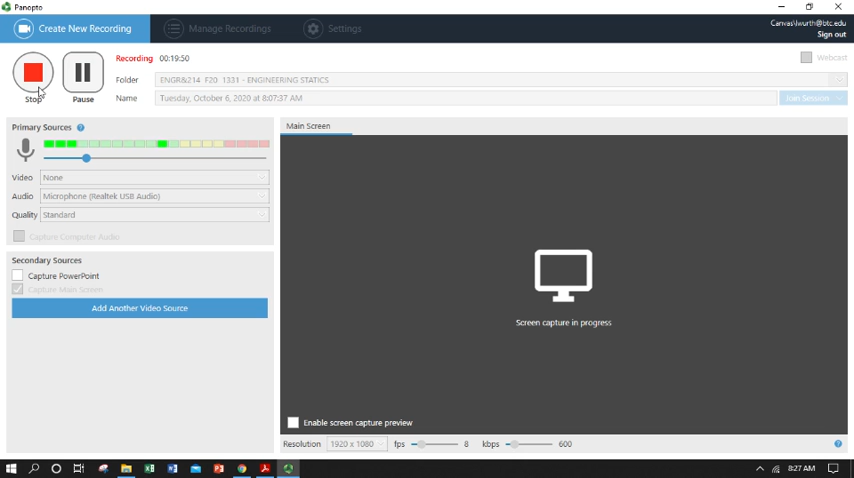 Panopto
Create New Recording
Manage Recordings
Settings
Canvas\lwurth@btc.edu
Sign out
Stop
Pause
Recording 00:19:50
Webcast
Folder ENGR&214 F20 1331 - ENGINEERING STATICS
Name Tuesday, October 6, 2020 at 8:07:37 AM
Join Session
Primary Sources ?
Video None
Audio Microphone (Realtek USB Audio)
Quality Standard
Capture Computer Audio
Secondary Sources
Capture PowerPoint
Capture Main Screen
Add Another Video Source
Main Screen
Screen capture in progress
Enable screen capture preview
Resolution 1920 x 1080 fps 8 kbps 600 ?
8:27 AM